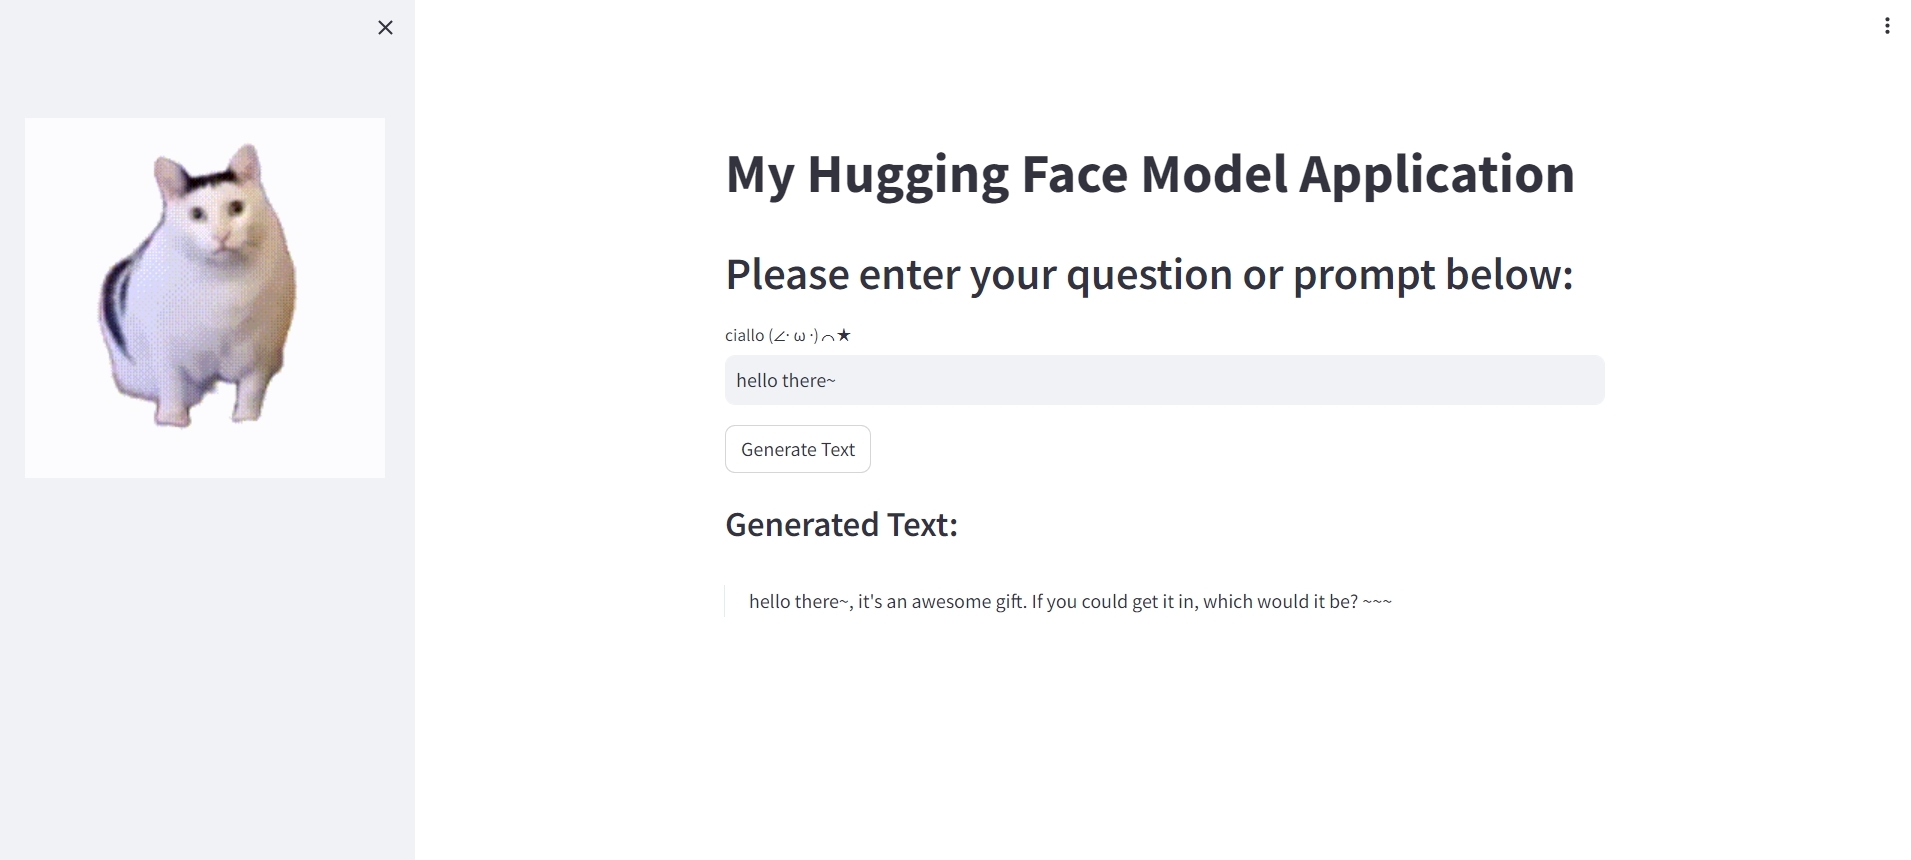 My Hugging Face Model Application
Please enter your question or prompt below:
ciallo (∠· ω ·)⌒★
hello there~
Generate Text
Generated Text:
hello there~, it's an awesome gift. If you could get it in, which would it be? ~~~